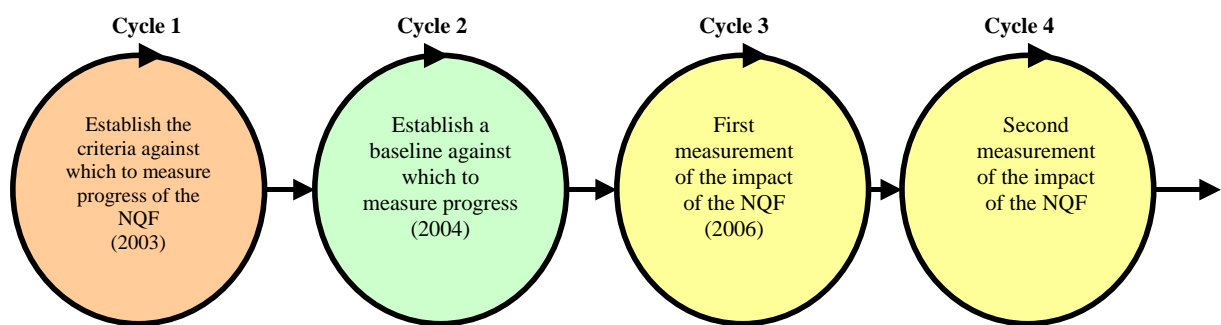 Cycle 1
Establish the
criteria against
which to measure
progress of the
NQF
(2003)
Cycle 2
Establish a
baseline against
which to
measure progress
(2004)
Cycle 3
First
measurement
of the impact
of the NQF
(2006)
Cycle 4
Second
measurement
of the impact
of the NQF